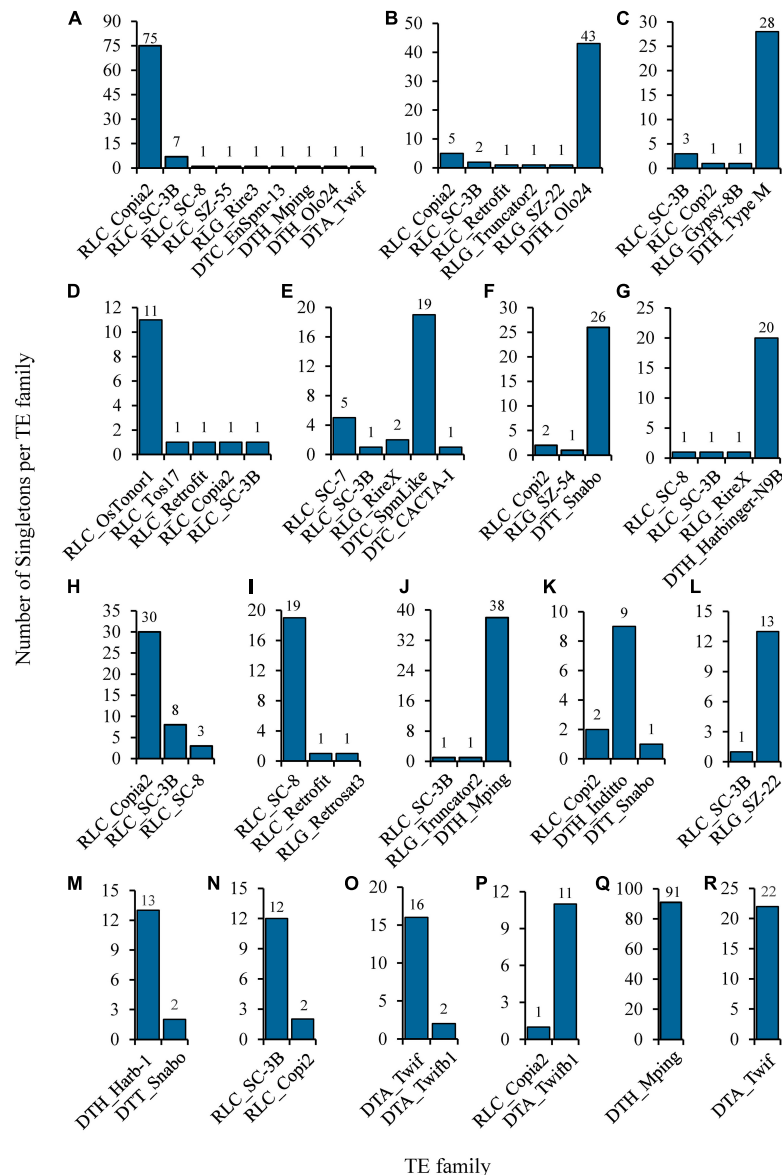 A
90
75
60
45
30
15
0
75
7
1
1
1
1
1
1
1
RLC_Copia2
RLC_SC-3B
RLC_SC-8
RLC_SZ-55
RLG_Rire3
DTC_EnSpm-13
DTH_Mping
DTH_Olo24
DTA_Twif
B
50
40
30
20
10
0
5
2
1
1
1
43
RLC_Copia2
RLC_SC-3B
RLC_Retrofit
RLG_Truncator2
RLG_SZ-22
DTH_Olo24
C
30
25
20
15
10
5
0
3
1
1
28
RLC_SC-3B
RLC_Copi2
RLG_Gypsy-8B
DTH_Type M
D
12
10
8
6
4
2
0
11
1
1
1
1
RLC_OsTonor1
RLC_Tos17
RLC_Retrofit
RLC_Copia2
RLC_SC-3B
E
20
16
12
8
4
0
5
1
2
19
1
RLC_SC-7
RLC_SC-3B
RLG_RireX
DTC_SpmLike
DTC_CACTA-I
F
30
25
20
15
10
5
0
2
1
26
RLC_Copi2
RLG_SZ-54
DTT_Snabo
G
25
20
15
10
5
0
1
1
1
20
RLC_SC-8
RLC_SC-3B
RLG_RireX
DTH_Harbinger-N9B
Number of Singletons per TE family
H
35
30
25
20
15
10
5
0
30
8
3
RLC_Copia2
RLC_SC-3B
RLC_SC-8
I
20
16
12
8
4
0
19
1
1
RLC_SC-8
RLC_Retrofit
RLG_Retrosat3
J
40
32
24
16
8
0
1
1
38
RLC_SC-3B
RLG_Truncator2
DTH_Mping
K
10
8
6
4
2
0
2
9
1
RLC_Copi2
DTH_Inditto
DTT_Snabo
L
15
12
9
6
3
0
1
13
RLC_SC-3B
RLG_SZ-22
M
15
12
9
6
3
0
13
2
DTH_Harb-1
DTT_Snabo
N
15
12
9
6
3
0
12
2
RLC_SC-3B
RLC_Copi2
O
20
16
12
8
4
0
16
2
DTA_Twif
DTA_Twifb1
P
12
9
6
3
0
1
11
RLC_Copia2
DTA_Twifb1
Q
100
80
60
40
20
0
91
DTH_Mping
R
25
20
15
10
5
0
22
DTA_Twif
TE family